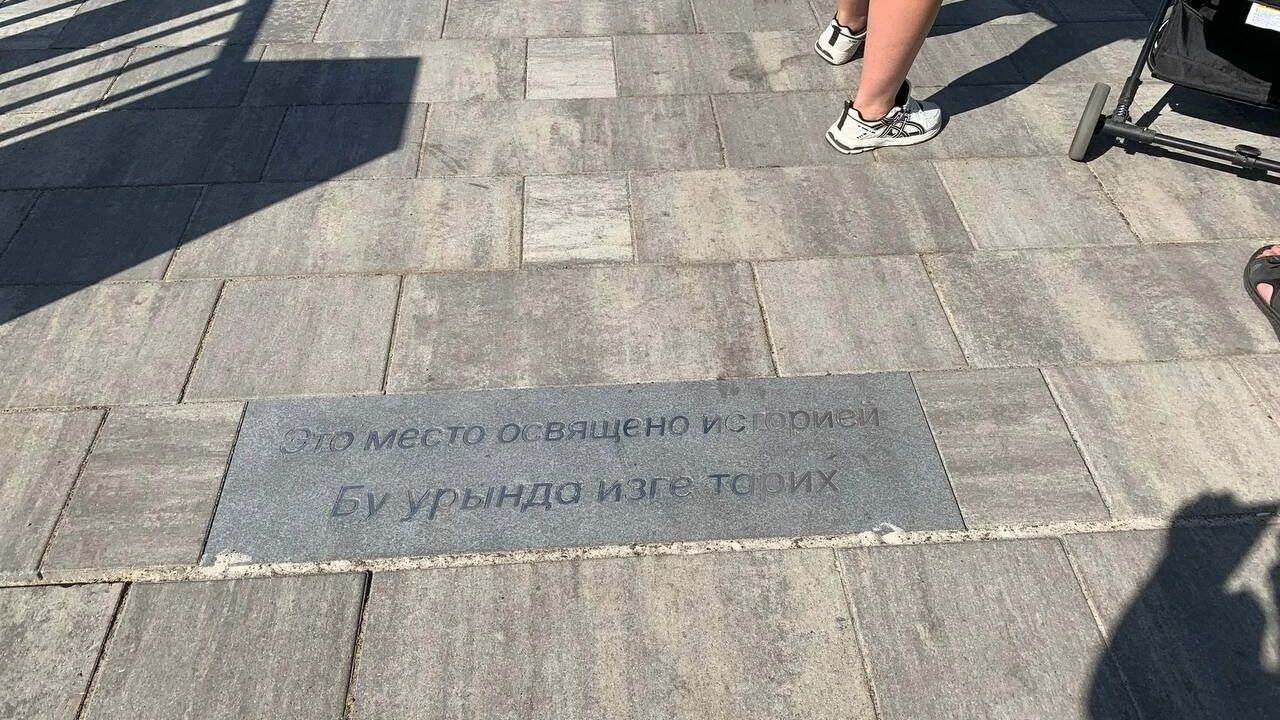 Это место освящено историей
Бу урында изге тарих